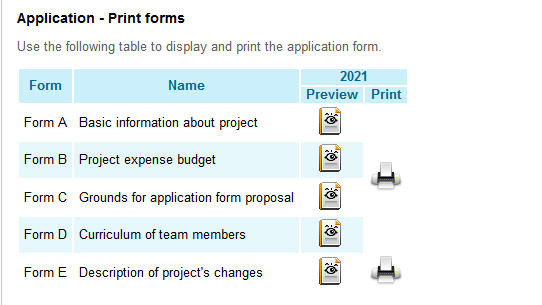 Application - Print forms
Use the following table to display and print the application form.
Form Name 2021
Preview Print
Form A Basic information about project
Form B Project expense budget
Form C Grounds for application form proposal
Form D Curriculum of team members
Form E Description of project's changes